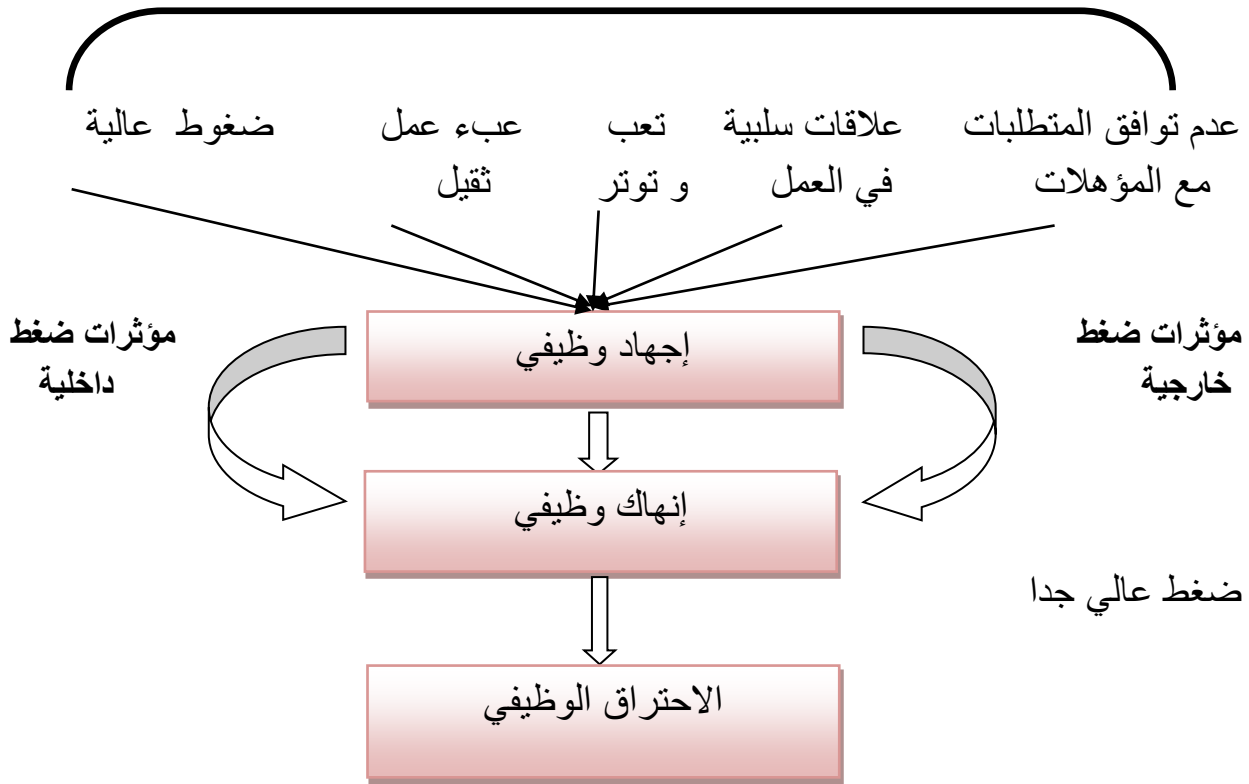 عدم توافق المتطلبات
مع المؤهلات
علاقات سلبية
في العمل
تعب
و توتر
عبء عمل
ثقيل
ضغوط عالية
إجهاد وظيفي
مؤثرات ضغط
خارجية
مؤثرات ضغط
داخلية
إنهاك وظيفي
ضغط عالي جدا
الاحتراق الوظيفي